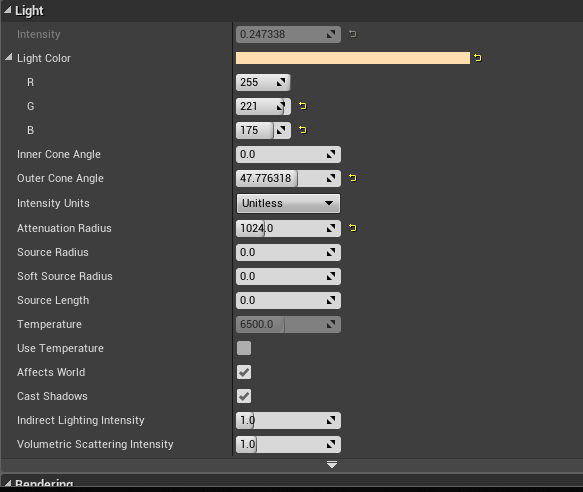 Light
Intensity 0.247338
Light Color
R 255
G 221
B 175
Inner Cone Angle 0.0
Outer Cone Angle 47.776318
Intensity Units Unitless
Attenuation Radius 1024.0
Source Radius 0.0
Soft Source Radius 0.0
Source Length 0.0
Temperature 6500.0
Use Temperature
Affects World
Cast Shadows
Indirect Lighting Intensity 1.0
Volumetric Scattering Intensity 1.0
Rendering